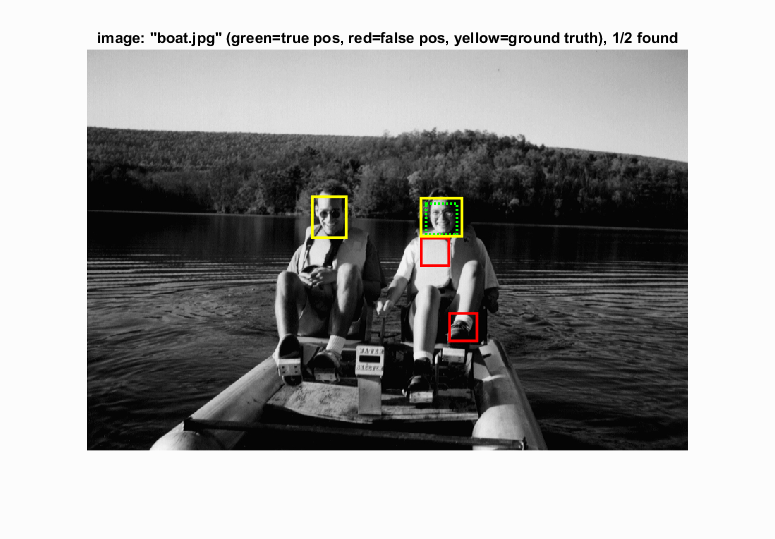 image: "boat.jpg" (green=true pos, red=false pos, yellow=ground truth), 1/2 found